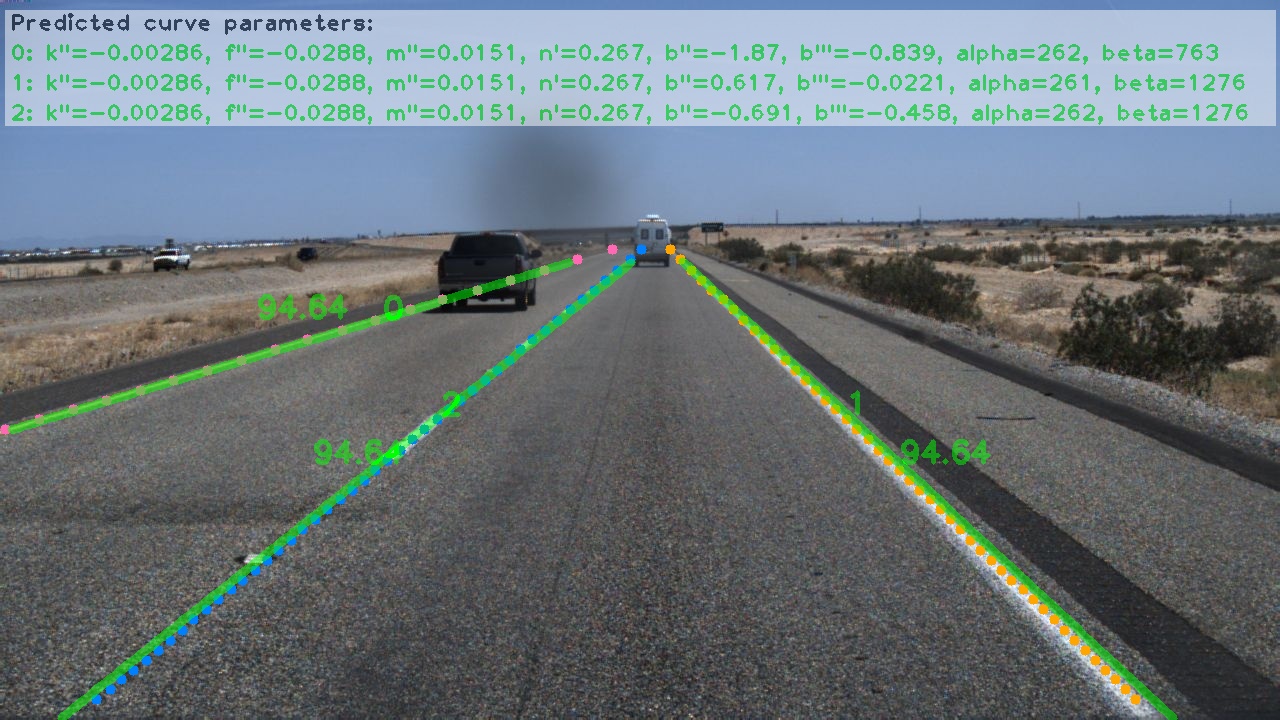 Predicted curve parameters:
0: k''=-0.00286, f''=-0.0288, m''=0.0151, n'=0.267, b''=-1.87, b'''=-0.839, alpha=262, beta=763
1: k''=-0.00286, f''=-0.0288, m''=0.0151, n'=0.267, b''=0.617, b'''=-0.0221, alpha=261, beta=1276
2: k''=-0.00286, f''=-0.0288, m''=0.0151, n'=0.267, b''=-0.691, b'''=-0.458, alpha=262, beta=1276
94.64 0
2 1
94.64 94.64